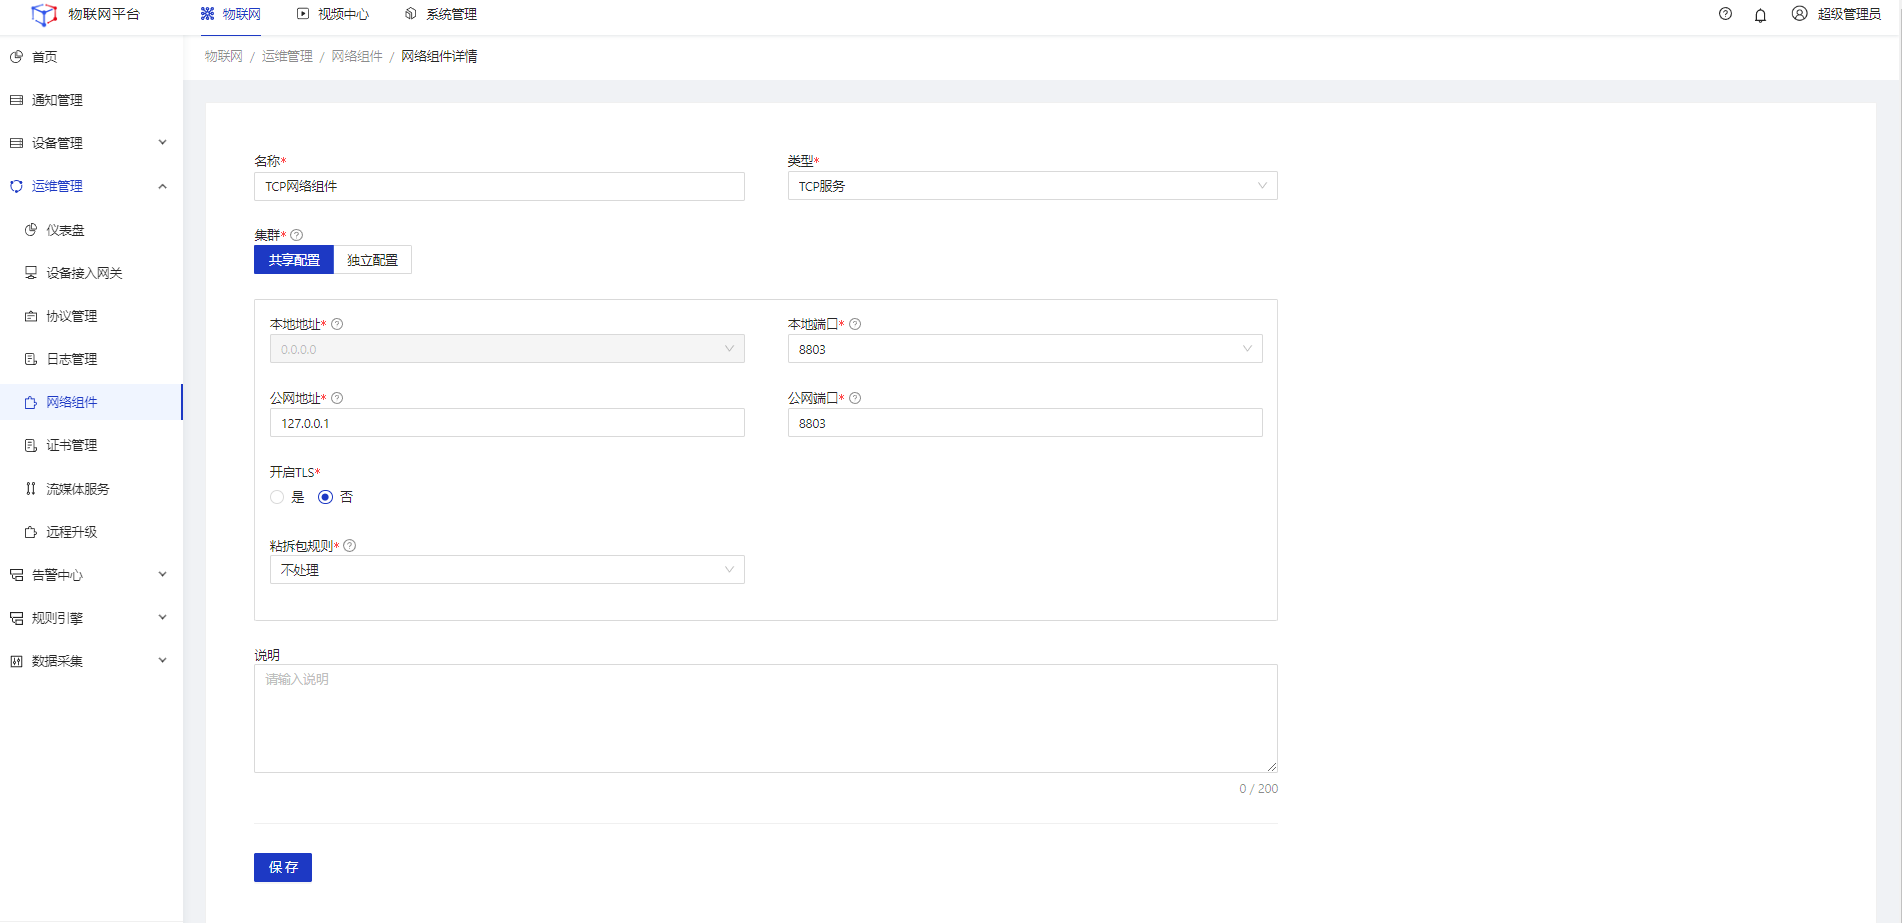 物联网平台
物联网
视频中心
系统管理
超级管理员
首页
通知管理
设备管理
运维管理
仪表盘
设备接入网关
协议管理
日志管理
网络组件
证书管理
流媒体服务
远程升级
告警中心
规则引擎
数据采集
物联网 / 运维管理 / 网络组件 / 网络组件详情
名称*
TCP网络组件
类型*
TCP服务
集群*
共享配置
独立配置
本地地址*
0.0.0.0
本地端口*
8803
公网地址*
127.0.0.1
公网端口*
8803
开启TLS*
是
否
粘拆包规则*
不处理
说明
请输入说明
0 / 200
保存